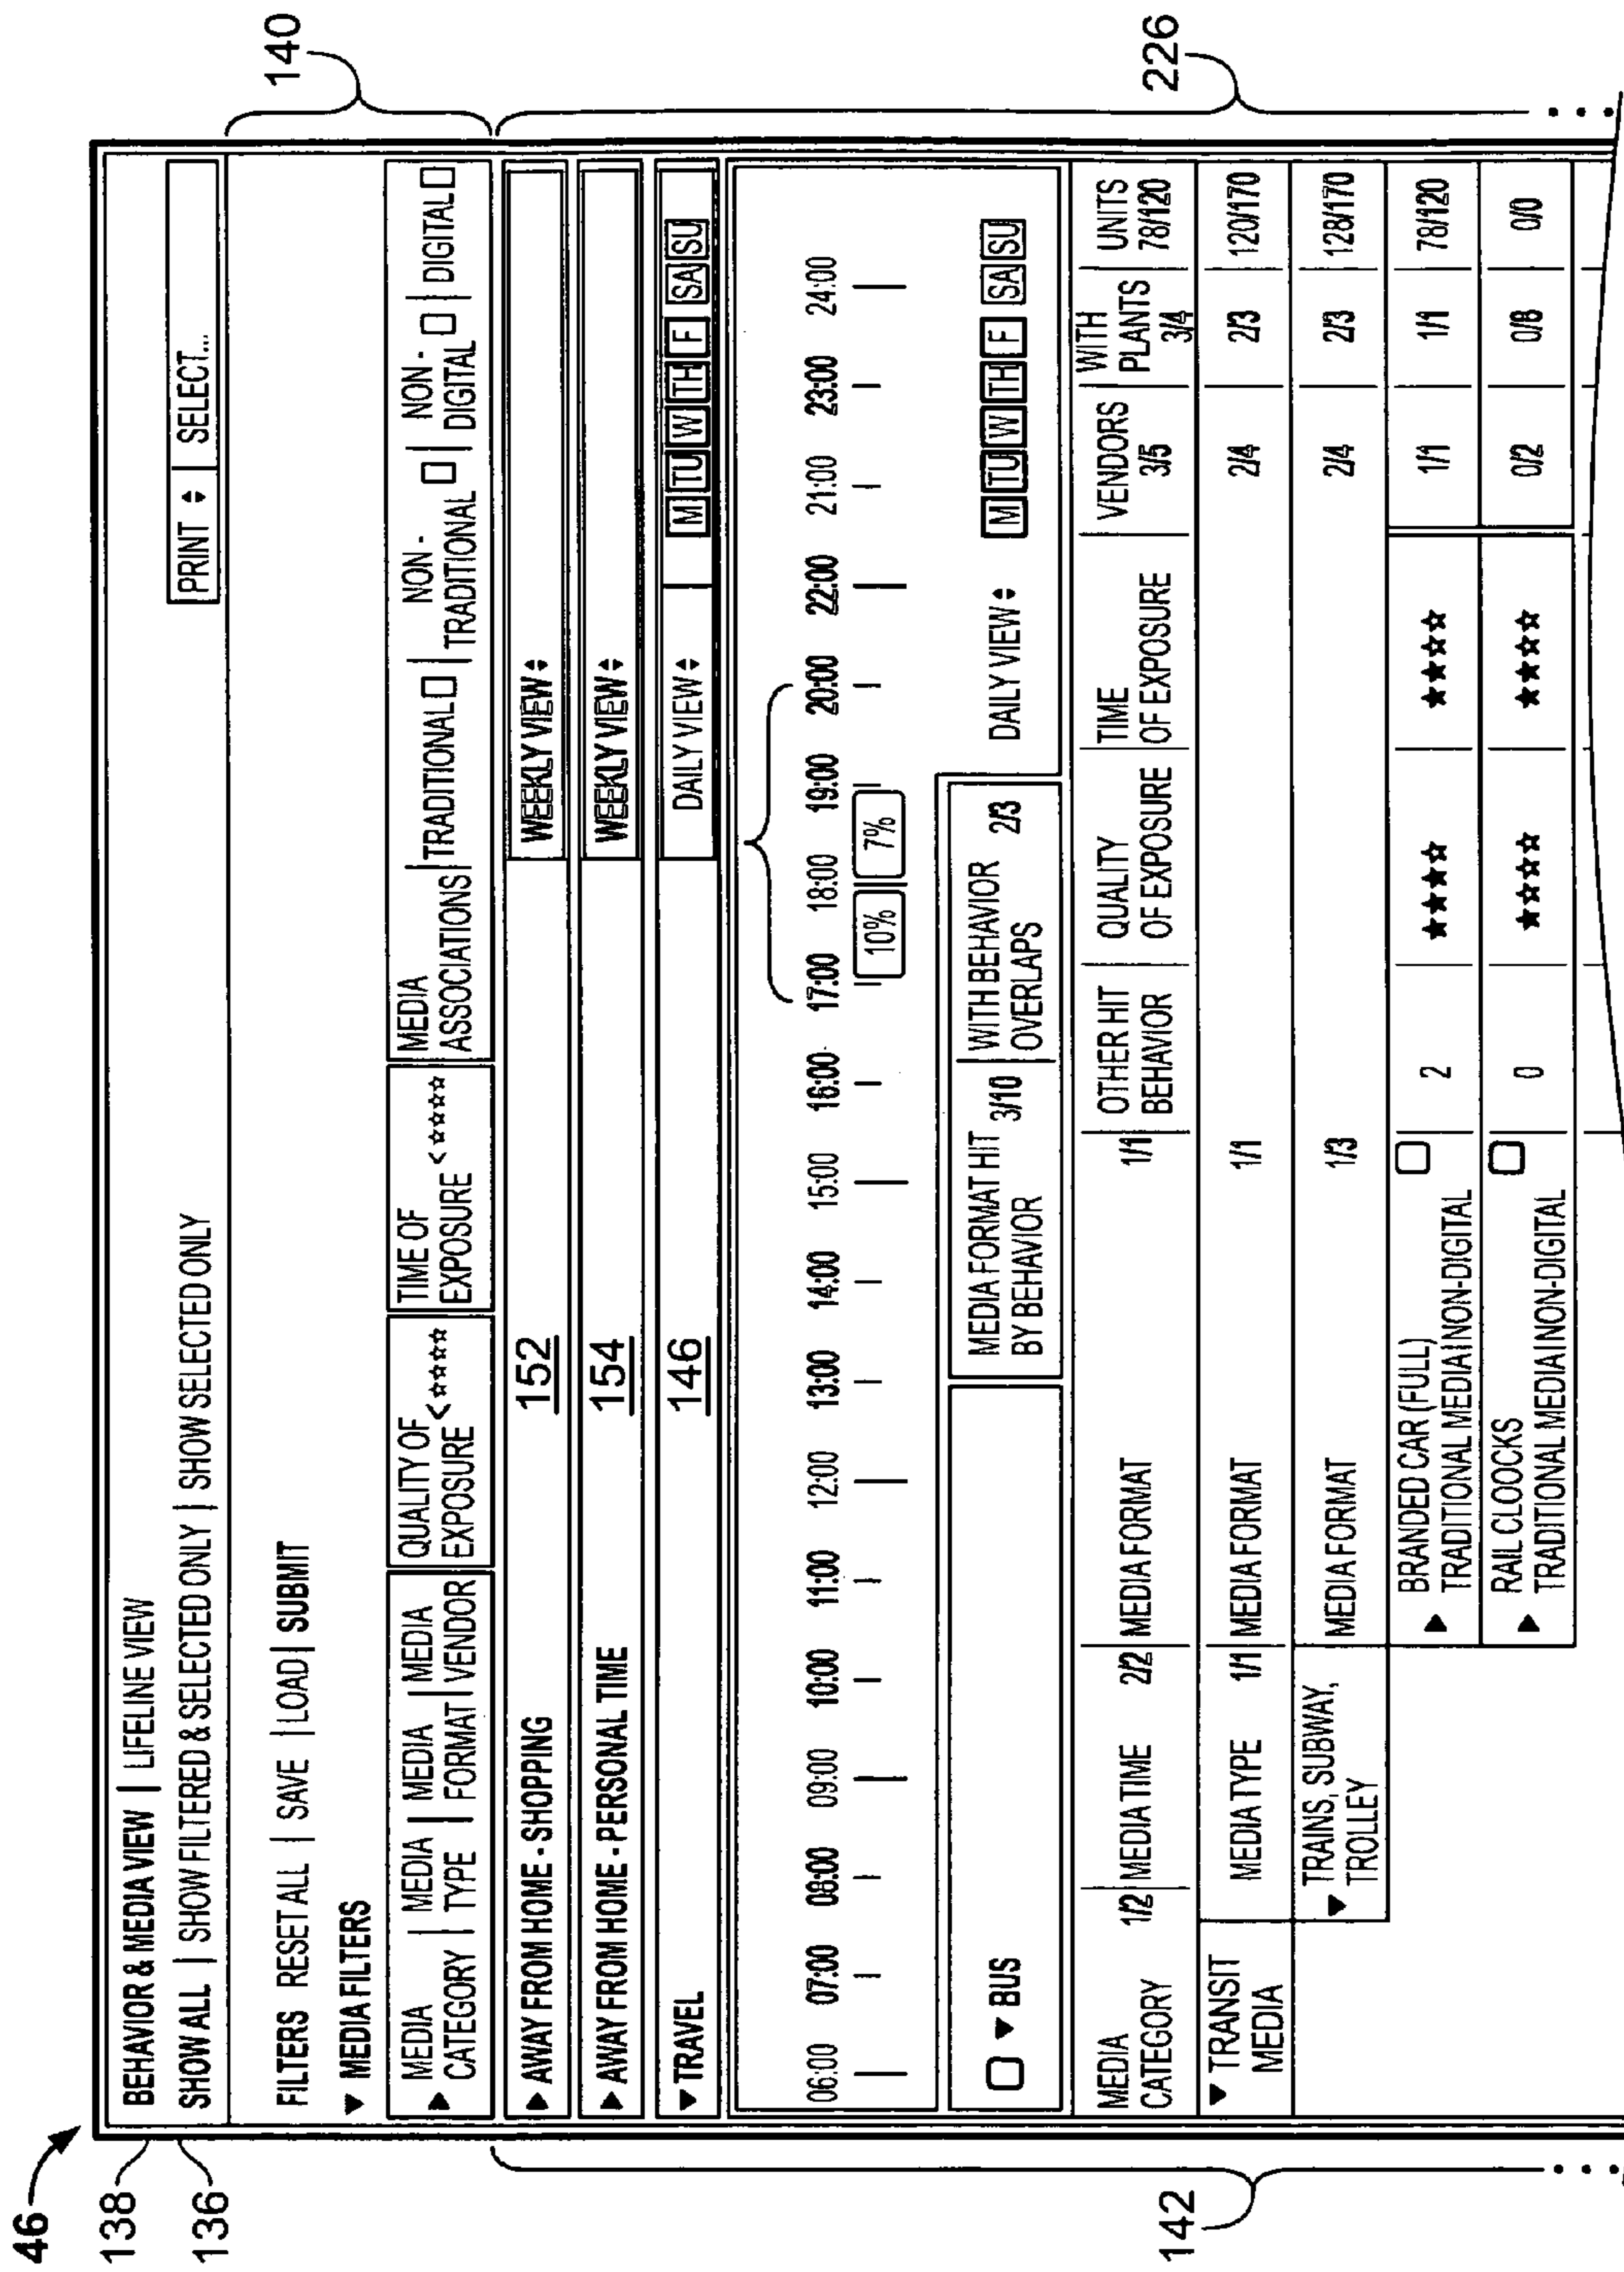 46
138
136
BEHAVIOR & MEDIA VIEW | LIFELINE VIEW
SHOW ALL | SHOW FILTERED & SELECTED ONLY | SHOW SELECTED ONLY
PRINT | SELECT...
140
FILTERS RESET ALL | SAVE | LOAD | SUBMIT
▼ MEDIA FILTERS
▶ MEDIA CATEGORY | MEDIA TYPE | MEDIA FORMAT | MEDIA VENDOR
QUALITY OF EXPOSURE < ☆☆☆☆
TIME OF EXPOSURE < ☆☆☆☆☆
MEDIA ASSOCIATIONS | TRADITIONAL □ | NON-TRADITIONAL □ | NON-DIGITAL □ | DIGITAL □
▶ AWAY FROM HOME - SHOPPING 152 WEEKLY VIEW
▶ AWAY FROM HOME - PERSONAL TIME 154 WEEKLY VIEW
▼ TRAVEL 146 DAILY VIEW M TU W TH F SA SU
06:00 07:00 08:00 09:00 10:00 11:00 12:00 13:00 14:00 15:00 16:00 17:00 18:00 19:00 20:00 22:00 21:00 23:00 24:00
10% 7%
□ ▼ BUS
MEDIA FORMAT HIT BY BEHAVIOR 3/10 | WITH BEHAVIOR OVERLAPS 2/3
DAILY VIEW M TU W TH F SA SU
MEDIA CATEGORY 1/2 | MEDIA TIME 2/2 | MEDIA FORMAT 1/1 | OTHER HIT BEHAVIOR | QUALITY OF EXPOSURE | TIME OF EXPOSURE | VENDORS 3/5 | WITH PLANTS 3/4 | UNITS 78/120
▼ TRANSIT MEDIA | MEDIA TYPE 1/1 | MEDIA FORMAT 1/1 2/4 | 2/3 | 120/170
▼ TRAINS, SUBWAY, TROLLEY | MEDIA FORMAT 1/3 2/4 | 2/3 | 128/170
▶ BRANDED CAR (FULL) □ 2 ★★★★ ★★★☆☆ 1/1 | 1/1 | 78/120
TRADITIONAL MEDIA|NON-DIGITAL
▶ RAIL CLOOCKS □ 0 ★☆☆☆ ★★★☆☆ 0/2 | 0/8 | 0/0
TRADITIONAL MEDIA|NON-DIGITAL
142
226